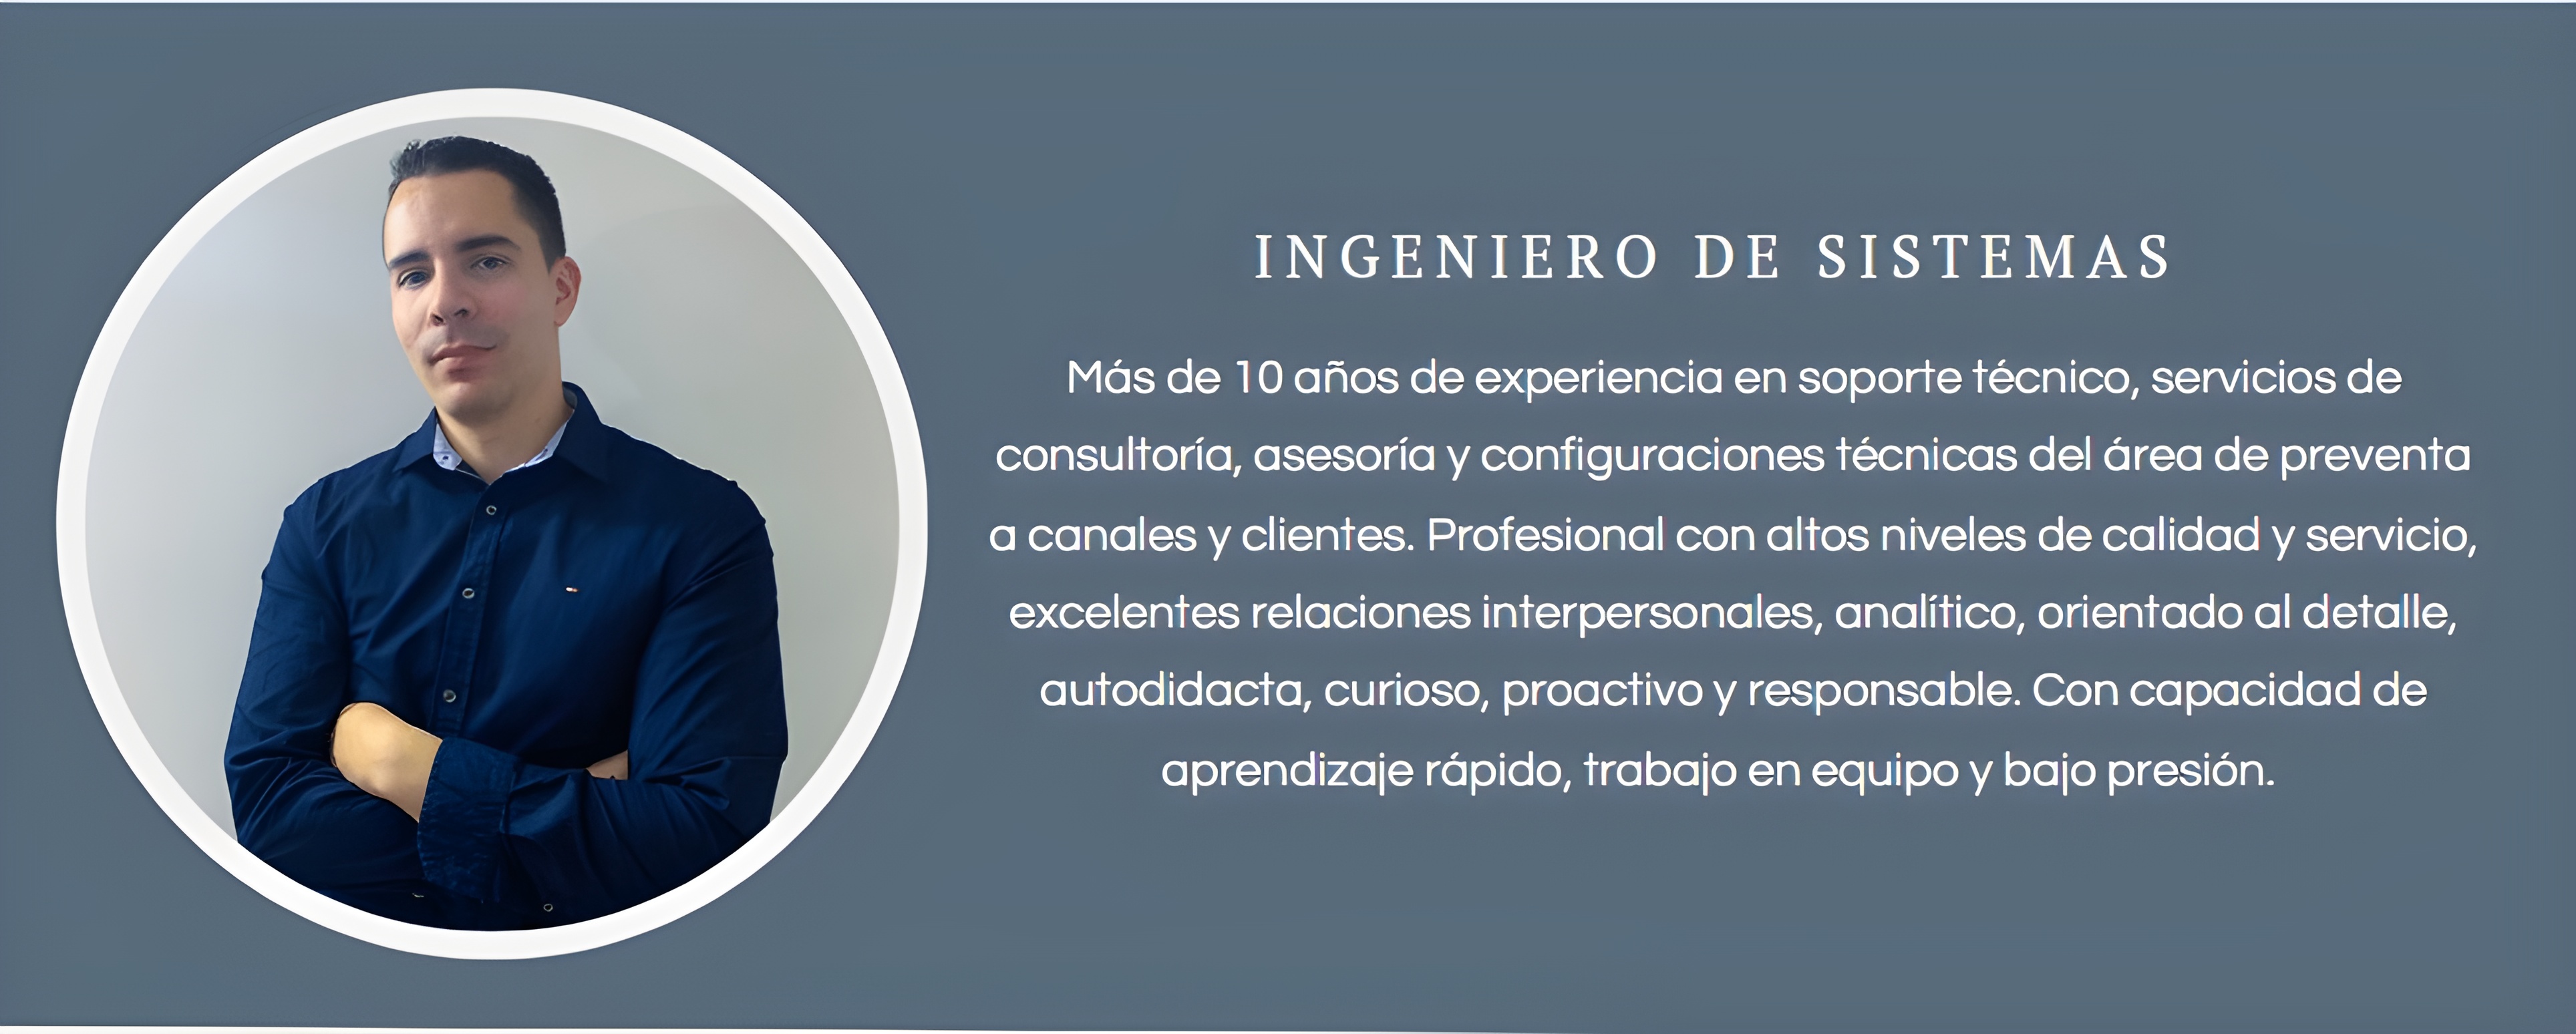 INGENIERO DE SISTEMAS
Más de 10 años de experiencia en soporte técnico, servicios de
consultoría, asesoría y configuraciones técnicas del área de preventa
a canales y clientes. Profesional con altos niveles de calidad y servicio,
excelentes relaciones interpersonales, analítico, orientado al detalle,
autodidacta, curioso, proactivo y responsable. Con capacidad de
aprendizaje rápido, trabajo en equipo y bajo presión.